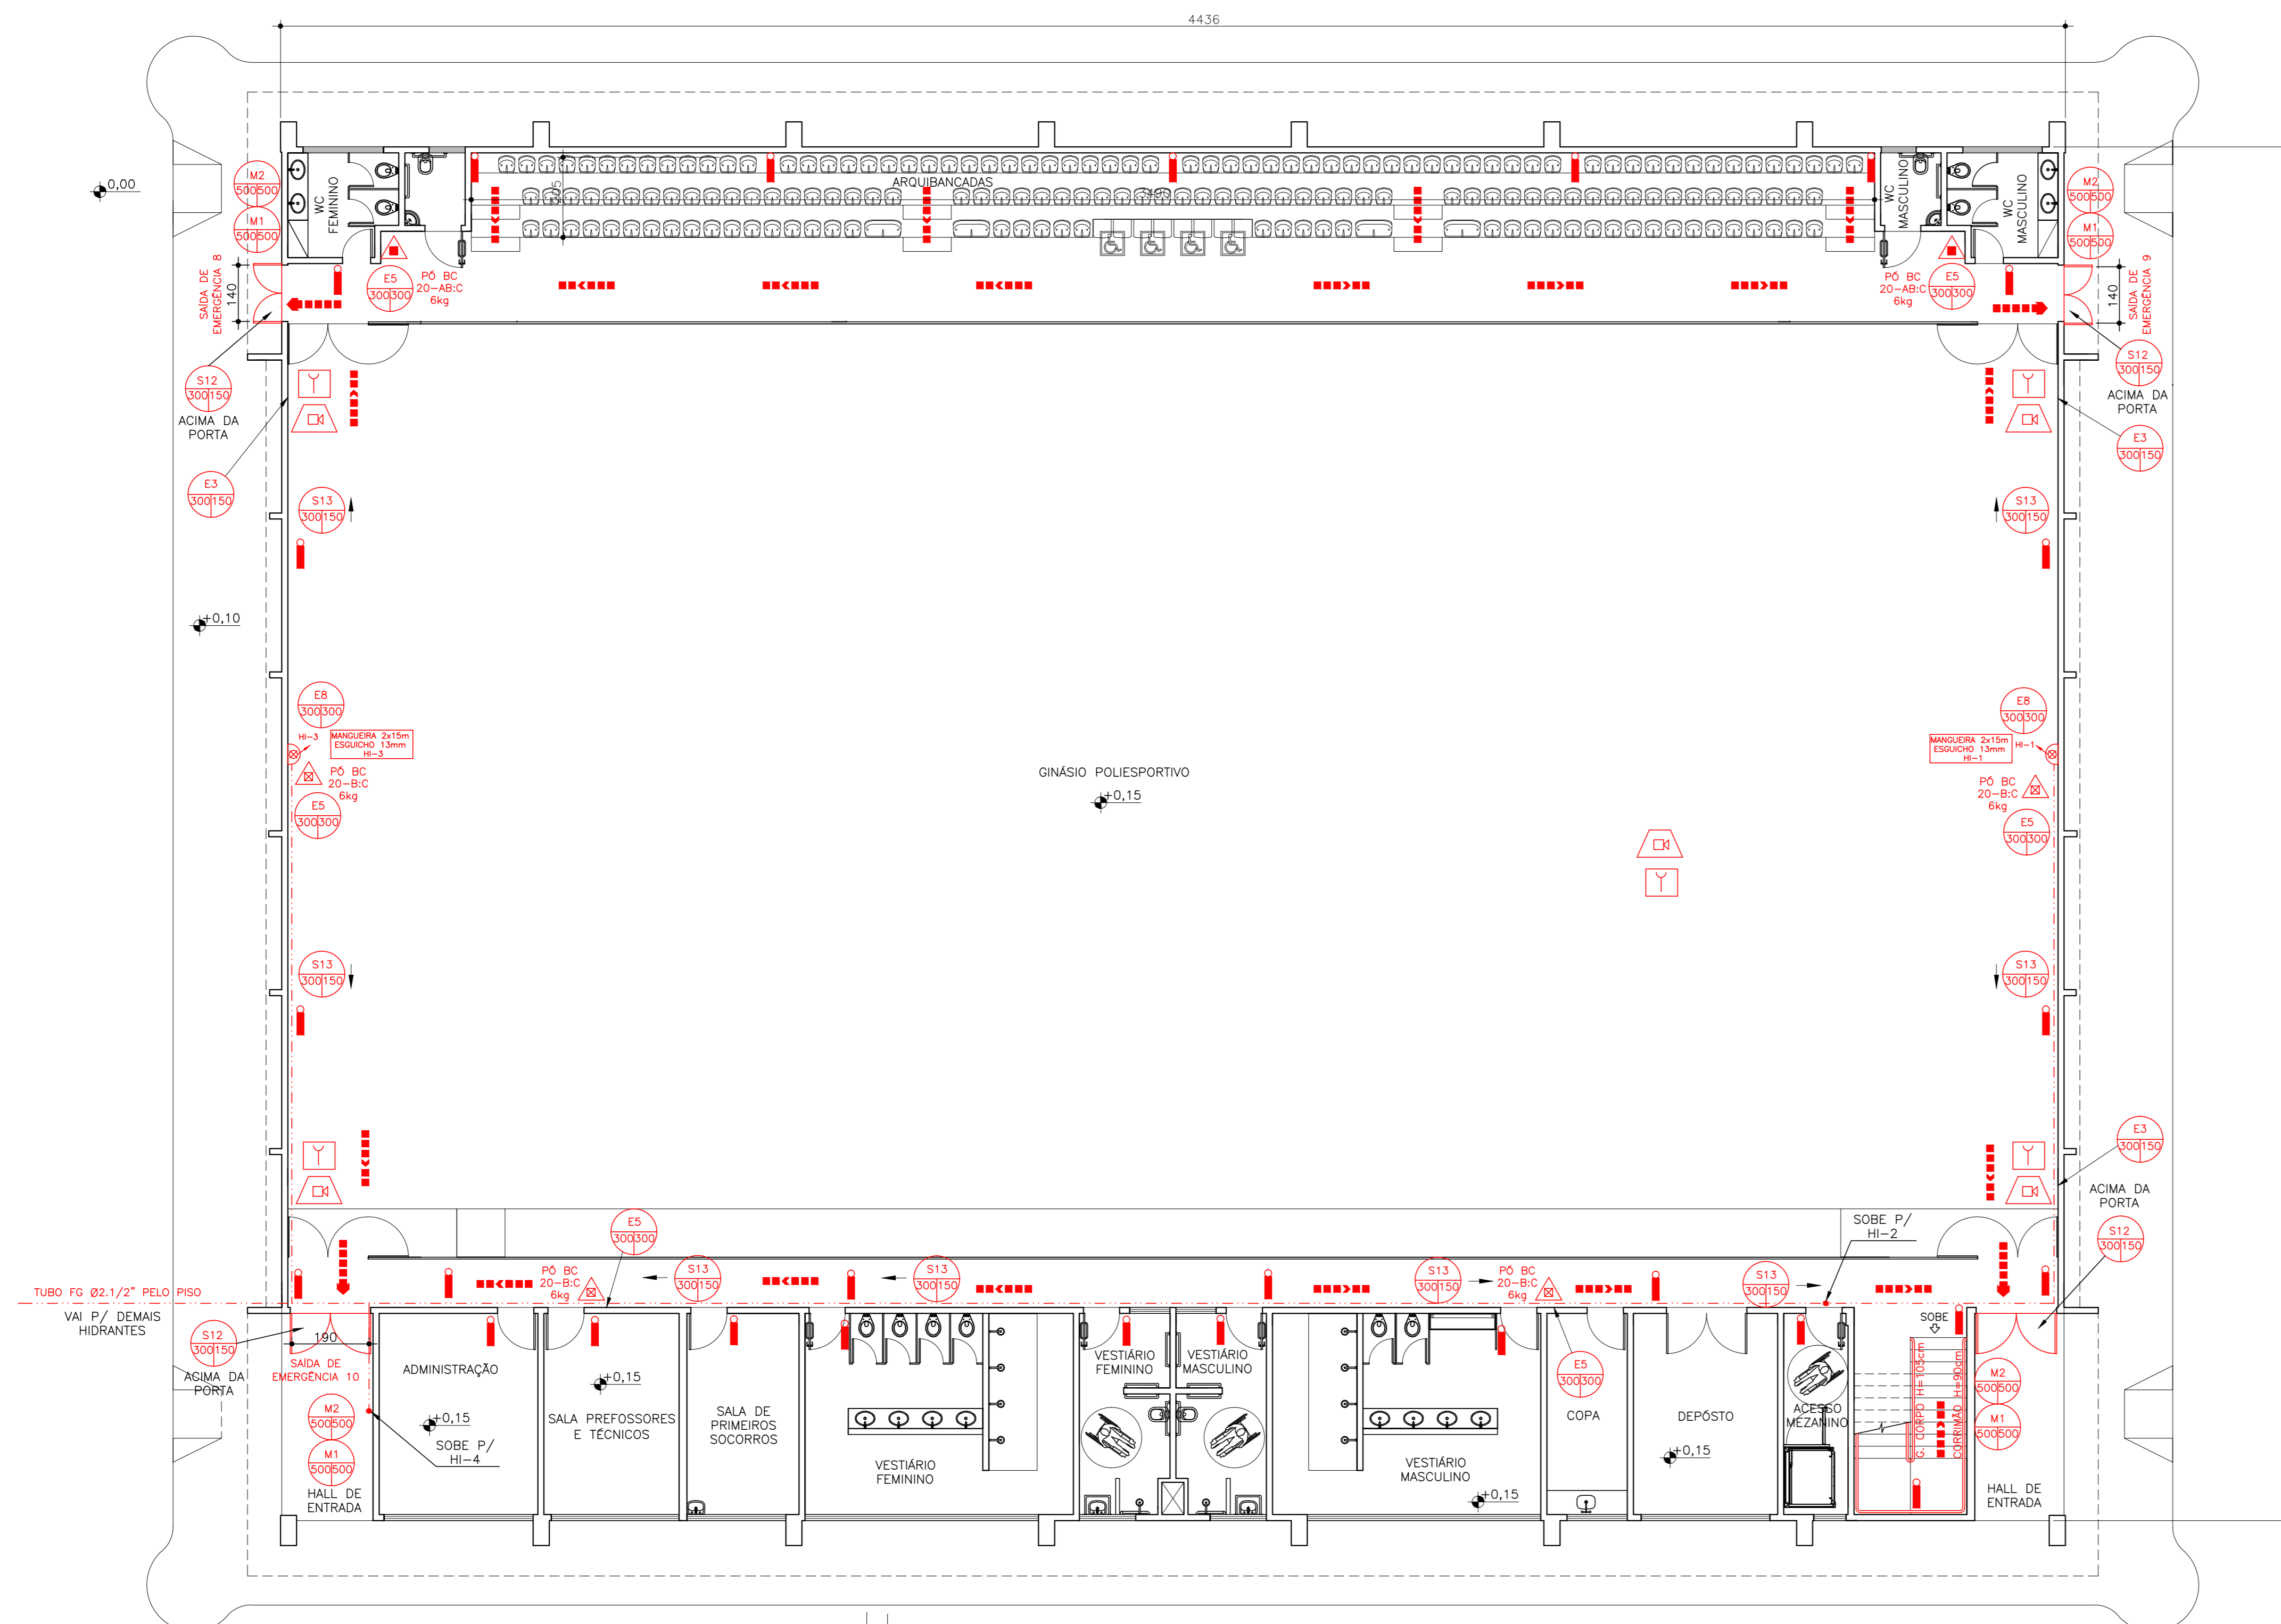 4436
0,00
M2
500 500
M1
500 500
WC
FEMININO
ARQUIBANCADAS
3490
WC
MASCULINO
WC
MASCULINO
M2
500 500
M1
500 500
SAÍDA DE
EMERGÊNCIA 8
140
E5
300 300
PÓ BC
20-AB:C
6kg
PÓ BC
20-AB:C
6kg
E5
300 300
140
SAÍDA DE
EMERGÊNCIA 9
S12
300 150
ACIMA DA
PORTA
S12
300 150
ACIMA DA
PORTA
E3
300 150
E3
300 150
S13
300 150
S13
300 150
+0,10
E8
300 300
HI-3
MANGUEIRA 2x15m
ESGUICHO 13mm
HI-3
PÓ BC
20-B:C
6kg
E5
300 300
E8
300 300
MANGUEIRA 2x15m
ESGUICHO 13mm
HI-1
HI-1
PÓ BC
20-B:C
6kg
E5
300 300
GINÁSIO POLIESPORTIVO
+0,15
S13
300 150
S13
300 150
E3
300 150
ACIMA DA
PORTA
S12
300 150
E5
300 300
SOBE P/
HI-2
TUBO FG Ø2.1/2" PELO PISO
VAI P/ DEMAIS
HIDRANTES
PÓ BC
20-B:C
6kg
S13
300 150
S13
300 150
S13
300 150
PÓ BC
20-B:C
6kg
S13
300 150
S12
300 150
ACIMA DA
PORTA
190
SAÍDA DE
EMERGÊNCIA 10
M2
500 500
M1
500 500
HALL DE
ENTRADA
ADMINISTRAÇÃO
+0,15
SOBE P/
HI-4
+0,15
SALA PREFOSSORES
E TÉCNICOS
SALA DE
PRIMEIROS
SOCORROS
VESTIÁRIO
FEMININO
VESTIÁRIO
FEMININO
VESTIÁRIO
MASCULINO
VESTIÁRIO
MASCULINO
+0,15
E5
300 300
COPA
DEPÓSTO
+0,15
ACESSO
MEZANINO
SOBE
G. CORPO H=105cm
CORRIMÃO H=90cm
M2
500 500
M1
500 500
HALL DE
ENTRADA